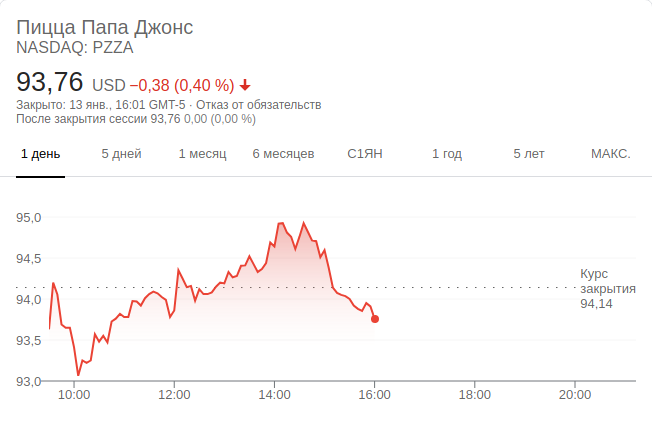 Пицца Папа Джонс
NASDAQ: PZZA
93,76 USD −0,38 (0,40 %)
Закрыто: 13 янв., 16:01 GMT-5 · Отказ от обязательств
После закрытия сессии 93,76 0,00 (0,00 %)
1 день 5 дней 1 месяц 6 месяцев С1ЯН 1 год 5 лет МАКС.
95,0
94,5
Курс
закрытия
94,14
94,0
93,5
93,0
10:00 12:00 14:00 16:00 18:00 20:00